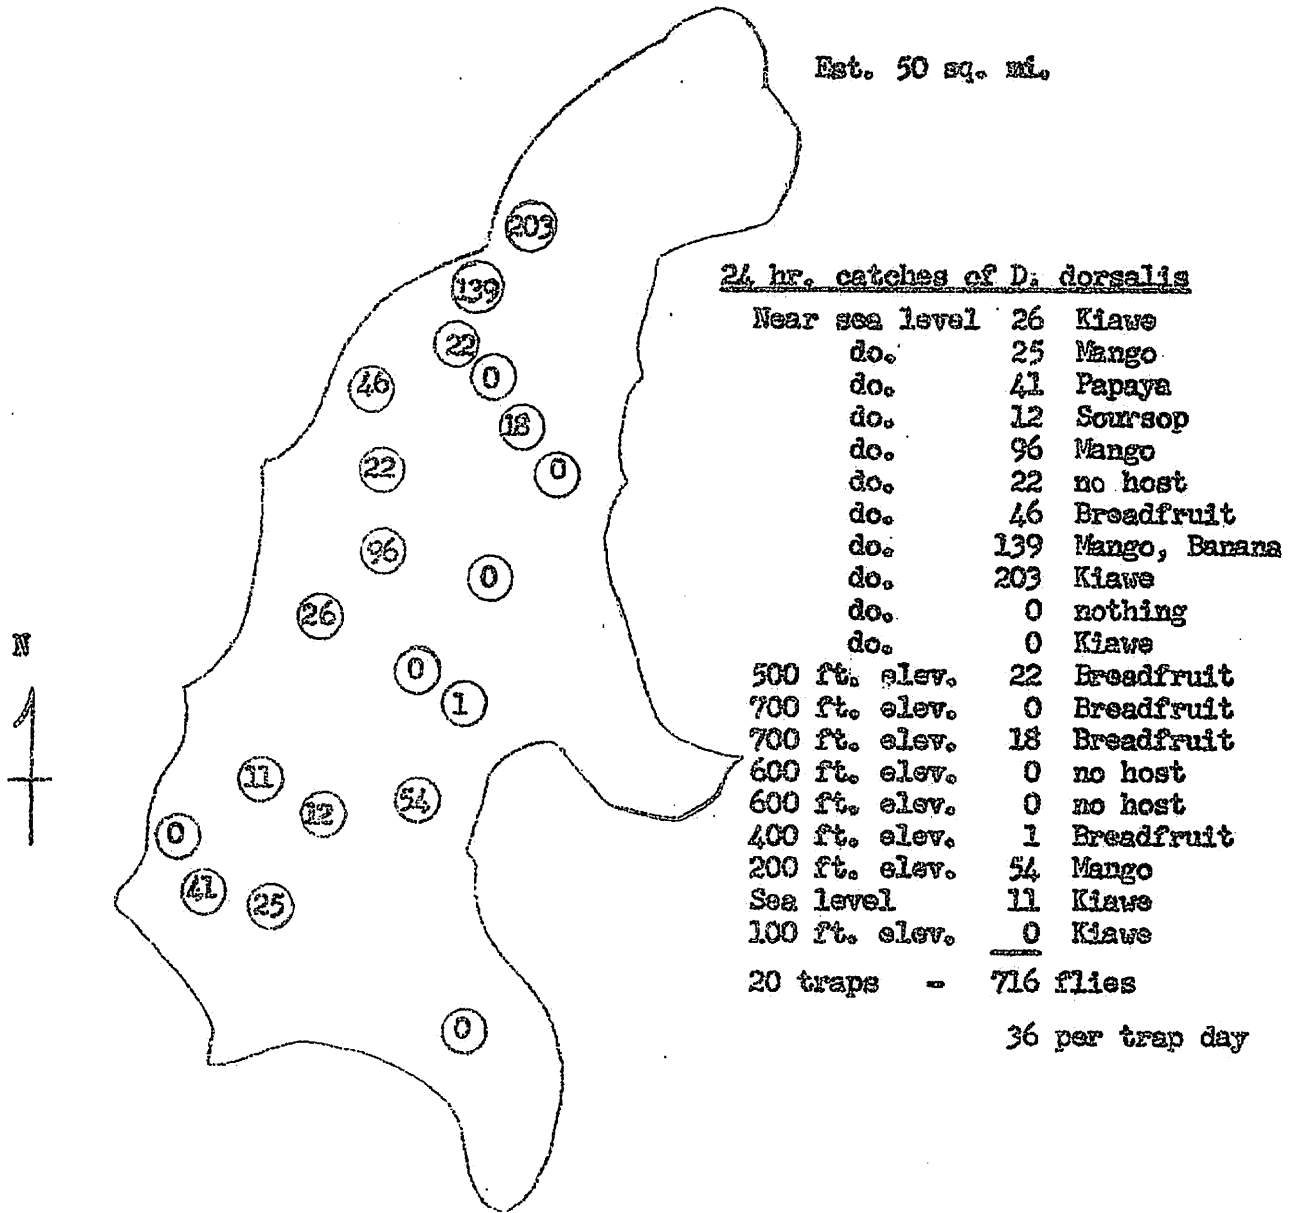 Est. 50 sq. mi.
203
139
22
0
46
18
22
0
96
0
26
0
1
11
12
54
0
41
25
0
N
24 hr. catches of D. dorsalis
Near sea level 26 Kiawe
do. 25 Mango
do. 41 Papaya
do. 12 Soursop
do. 96 Mango
do. 22 no host
do. 46 Breadfruit
do. 139 Mango, Banana
do. 203 Kiawe
do. 0 nothing
do. 0 Kiawe
500 ft. elev. 22 Breadfruit
700 ft. elev. 0 Breadfruit
700 ft. elev. 18 Breadfruit
600 ft. elev. 0 no host
600 ft. elev. 0 no host
400 ft. elev. 1 Breadfruit
200 ft. elev. 54 Mango
Sea level 11 Kiawe
100 ft. elev. 0 Kiawe
20 traps - 716 flies
36 per trap day